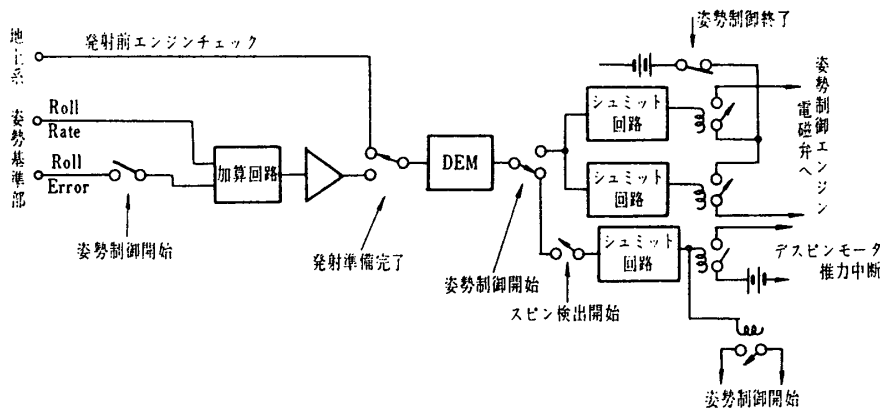 姿勢制御終了
地上系
発射前エンジンチェック
姿勢基準部
Roll
Rate
Roll
Error
加算回路
DEM
シュミット
回路
シュミット
回路
シュミット
回路
姿勢制御エンジン
電磁弁へ
姿勢制御開始
発射準備完了
姿勢制御開始
スピン検出開始
デスピンモータ
推力中断
姿勢制御開始